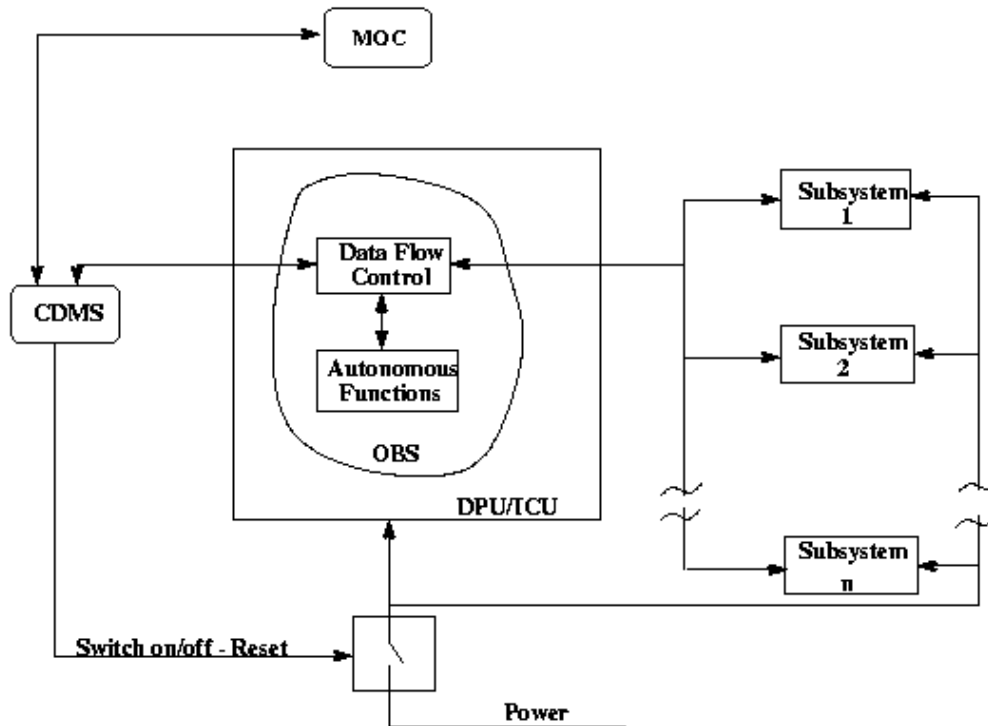 MOC
Subsystem
1
Data Flow
Control
CDMS
Subsystem
2
Autonomous
Functions
OBS
DPU/ICU
Subsystem
n
Switch on/off - Reset
Power